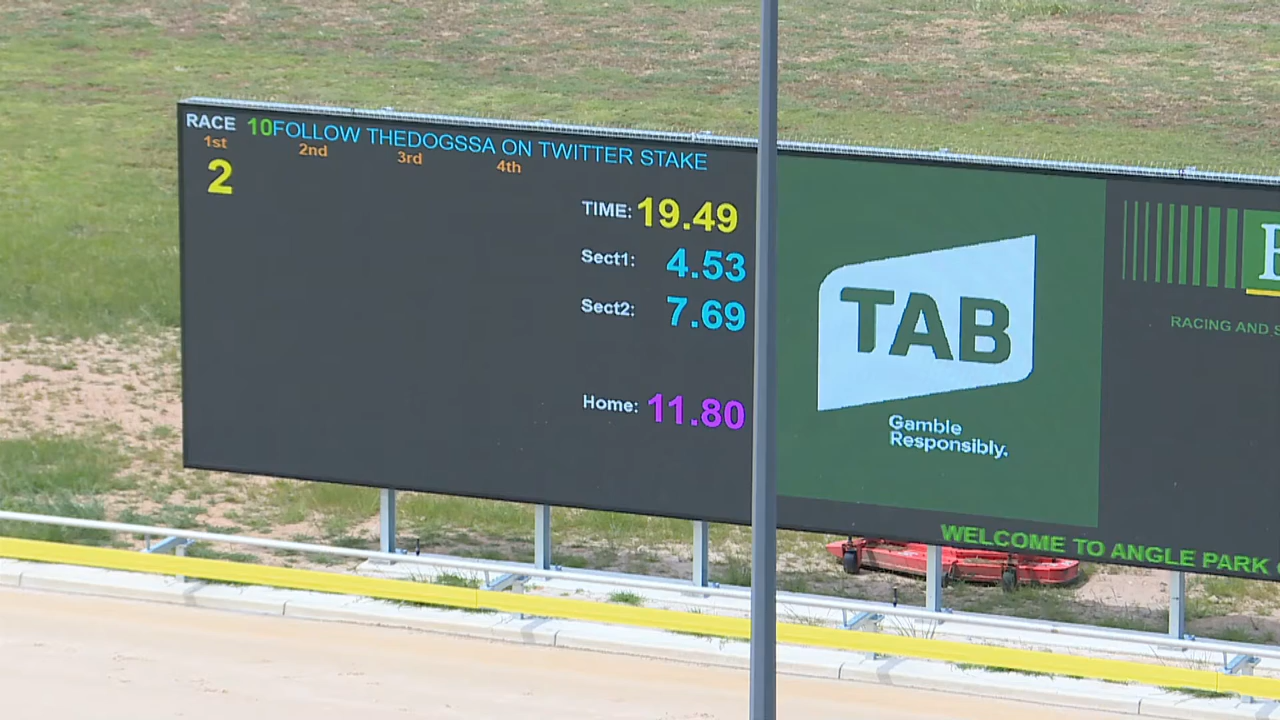 RACE 10FOLLOW THEDOGSSA ON TWITTER STAKE
1st 2nd 3rd 4th
2
TIME: 19.49
Sect1: 4.53
Sect2: 7.69
Home: 11.80
TAB
Gamble
Responsibly.
RACING AND
WELCOME TO ANGLE PARK